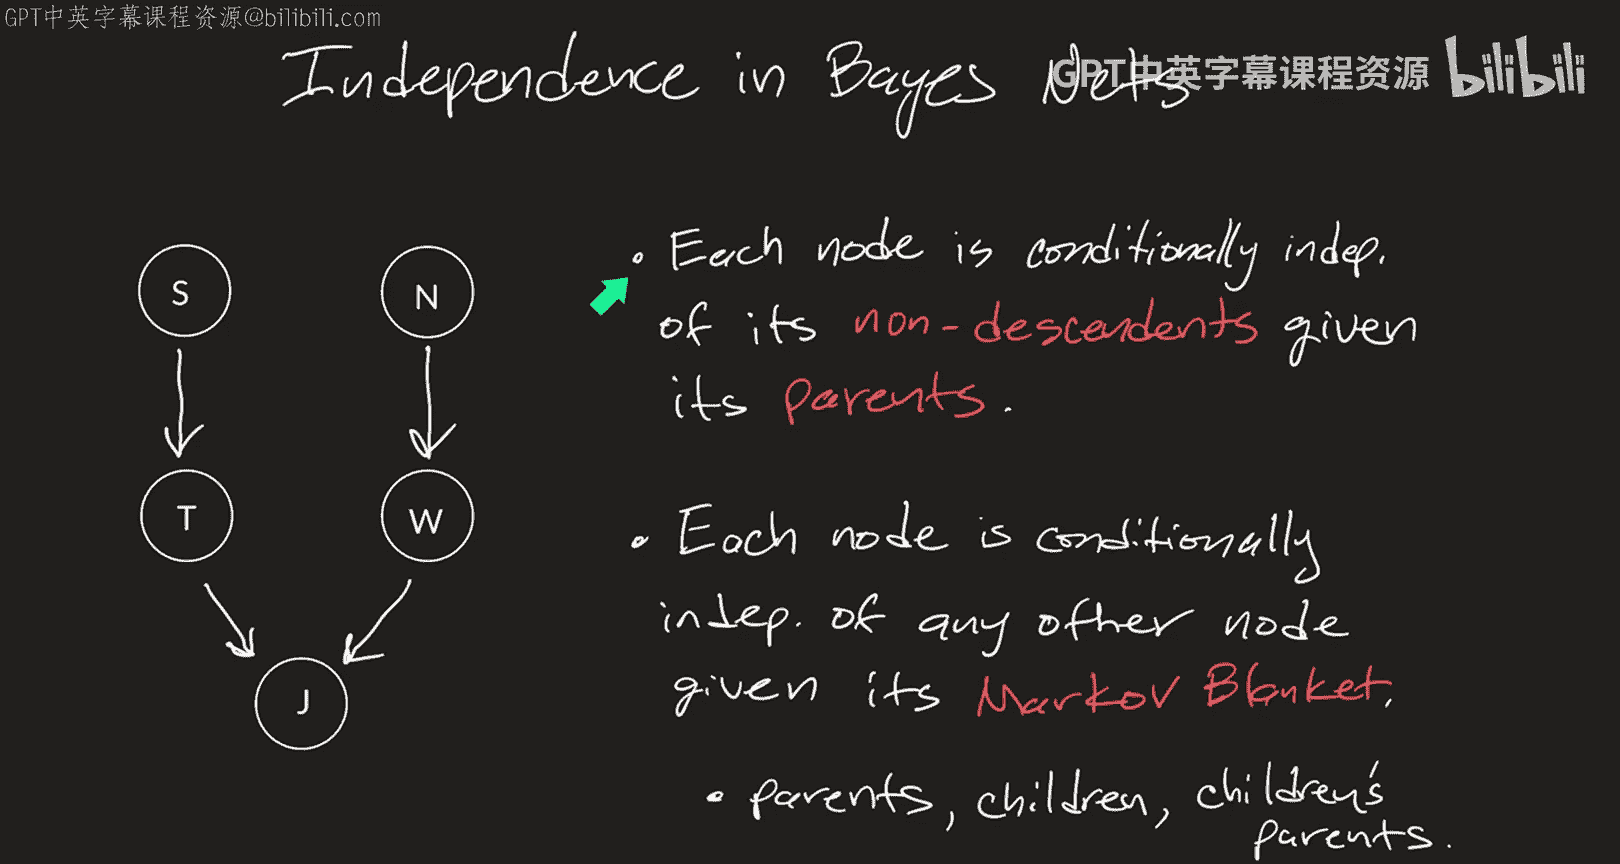 GPT中英字幕课程资源@bilibili.com
Independence in Bayes Nets
GPT中英字幕课程资源 bilibili
• Each node is conditionally indep.
of its non-descendents given
its parents.
• Each node is conditionally
indep. of any other node
given its Markov Blanket.
• parents, children, children's
parents.
S
N
T
W
J